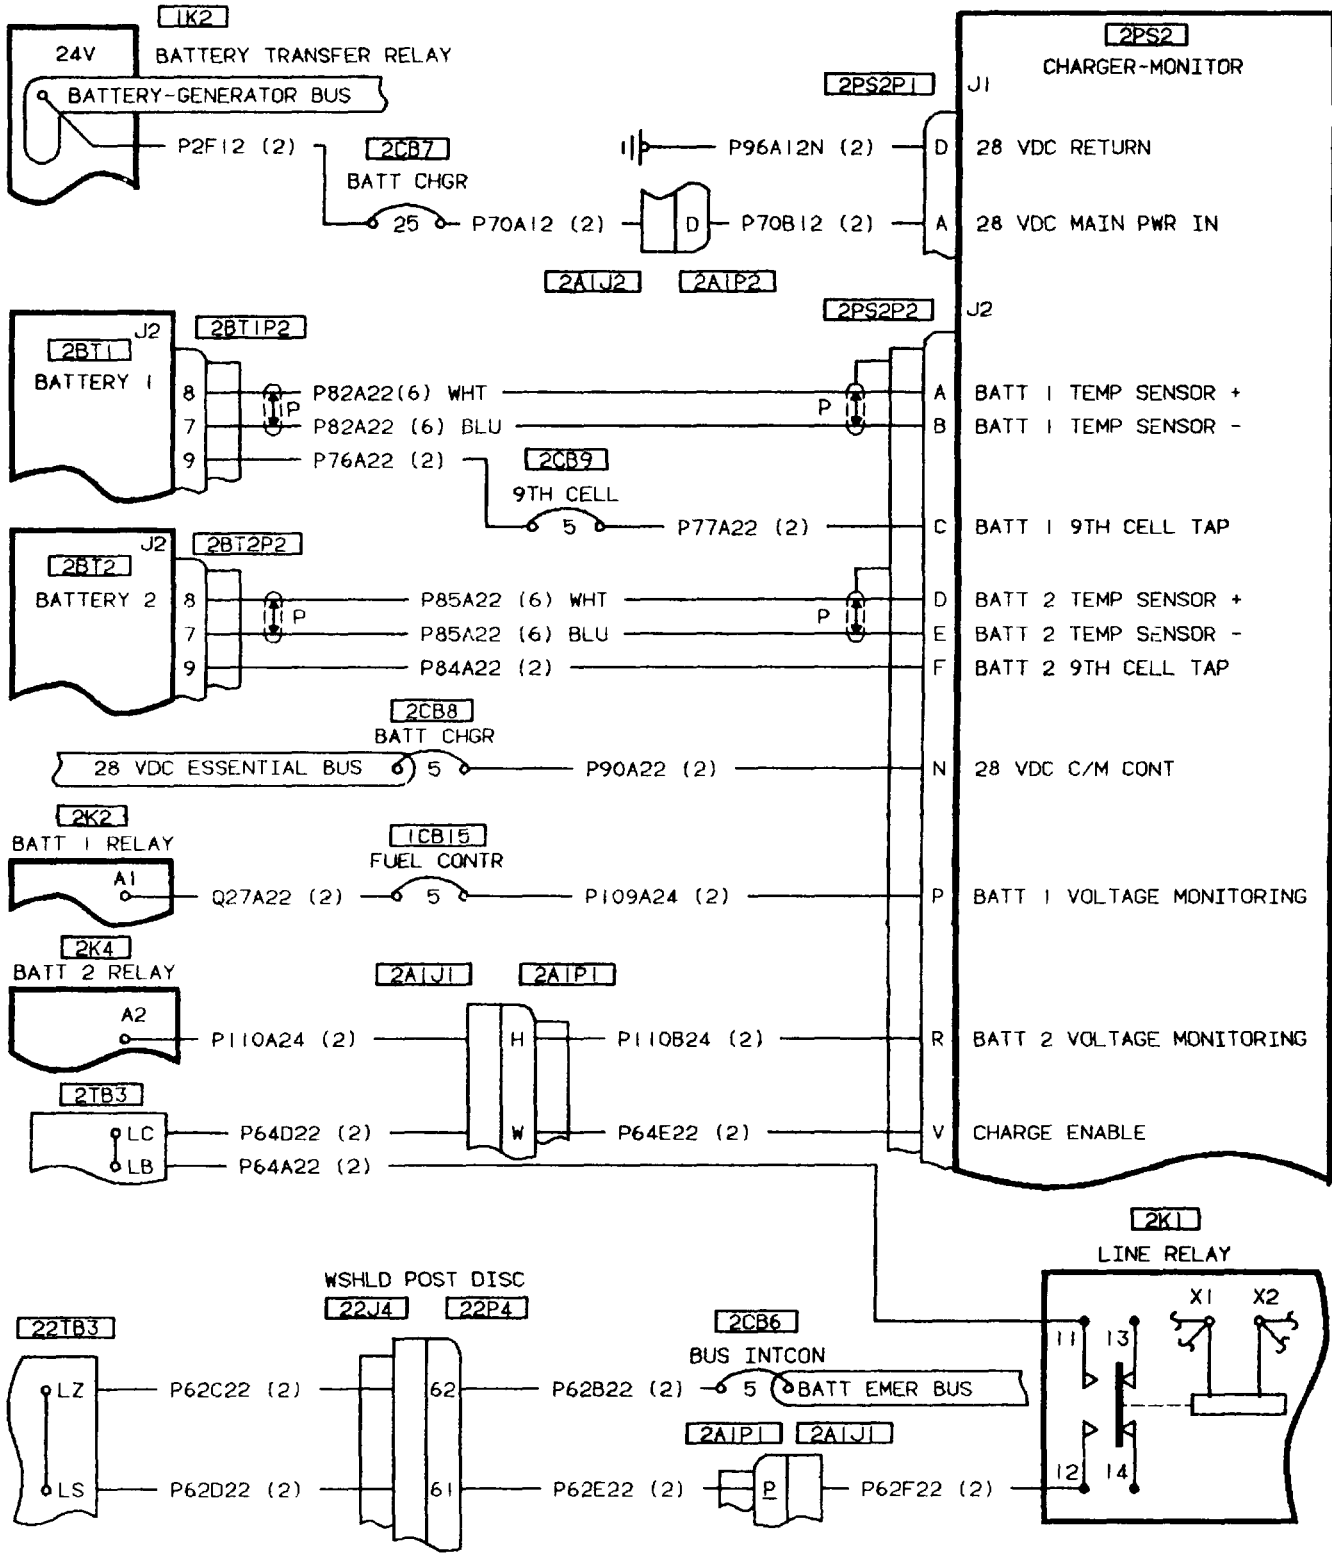 1K2
2PS2
24V BATTERY TRANSFER RELAY
CHARGER-MONITOR
2PS2P1 J1
BATTERY-GENERATOR BUS
P2F12 (2) 2CB7 P96A12N (2) D 28 VDC RETURN
BATT CHGR
25 P70A12 (2) D P70B12 (2) A 28 VDC MAIN PWR IN
2A1J2 2A1P2
2PS2P2 J2
J2 2BT1P2
2BT1
BATTERY 1
8 P82A22(6) WHT A BATT 1 TEMP SENSOR +
P P
7 P82A22 (6) BLU B BATT 1 TEMP SENSOR -
9 P76A22 (2) 2CB9
9TH CELL
5 P77A22 (2) C BATT 1 9TH CELL TAP
J2 2BT2P2
2BT2
BATTERY 2 8 P85A22 (6) WHT D BATT 2 TEMP SENSOR +
P P
7 P85A22 (6) BLU E BATT 2 TEMP SENSOR -
9 P84A22 (2) F BATT 2 9TH CELL TAP
2CB8
BATT CHGR
28 VDC ESSENTIAL BUS 5 P90A22 (2) N 28 VDC C/M CONT
2K2
BATT 1 RELAY 1CB15
FUEL CONTR
A1
Q27A22 (2) 5 P109A24 (2) P BATT 1 VOLTAGE MONITORING
2K4
BATT 2 RELAY 2A1J1 2A1P1
A2
P110A24 (2) H P110B24 (2) R BATT 2 VOLTAGE MONITORING
2TB3
LC P64D22 (2) W P64E22 (2) V CHARGE ENABLE
LB P64A22 (2)
2K1
LINE RELAY
WSHLD POST DISC
22J4 22P4
X1 X2
22TB3 2CB6
11 13
BUS INTCON
LZ P62C22 (2) 62 P62B22 (2) 5 BATT EMER BUS
2A1P1 2A1J1
12 14
LS P62D22 (2) 61 P62E22 (2) P P62F22 (2)